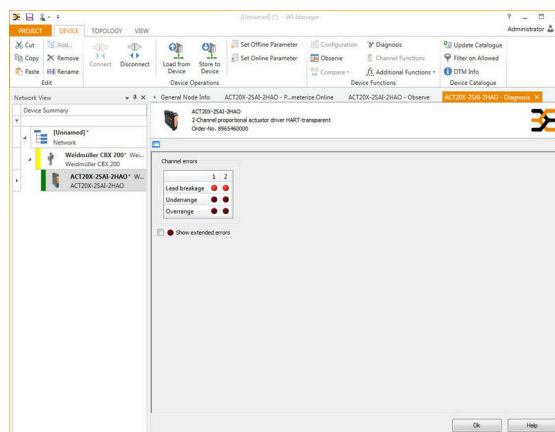 [Unnamed] (*) - WI-Manager
PROJECT DEVICE TOPOLOGY VIEW Administrator
Cut Add... Set Offline Parameter Configuration Diagnosis Update Catalogue
Copy Remove Connect Disconnect Load from Device Store to Device Set Online Parameter Observe Channel Functions Filter on Allowed
Paste Rename Compare Additional Functions DTM Info
Edit Device Operations Device Functions Device Catalogue
Network View General Node Info ACT20X-2SAI-2HAO - P...meterize Online ACT20X-2SAI-2HAO - Observe ACT20X-2SAI-2HAO - Diagnosis
Device Summary
ACT20X-2SAI-2HAO
2-Channel proportional actuator driver HART-transparent
Order-No. 8965460000
[Unnamed]*
Network
Weidmüller CBX 200* Wei...
Weidmüller CBX 200
ACT20X-2SAI-2HAO* W...
ACT20X-2SAI-2HAO
Channel errors
1 2
Lead breakage
Underrange
Overrange
Show extended errors
Ok Help